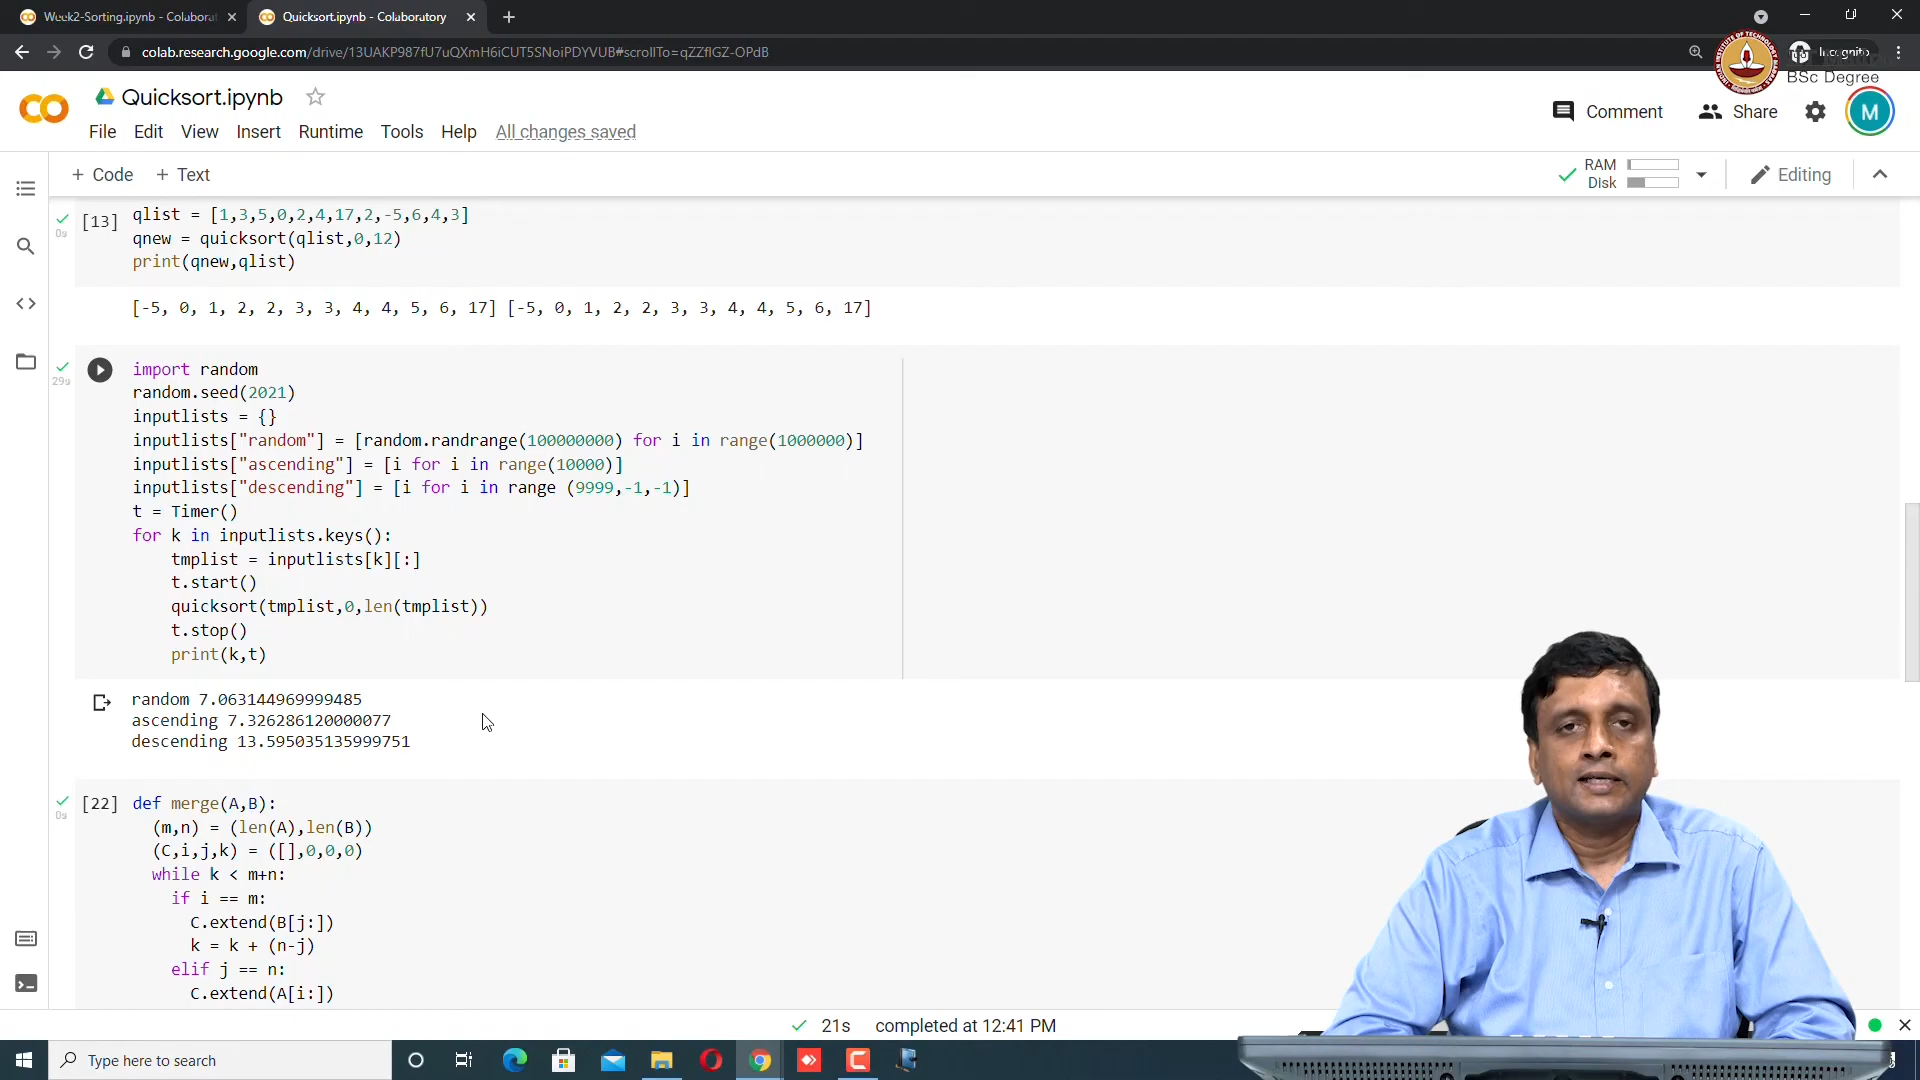 Week2-Sorting.ipynb - Colaborat
Quicksort.ipynb - Colaboratory
colab.research.google.com/drive/13UAKP987fU7uQXmH6iCUT5SNoiPDYVUB#scrollTo=qZZflGZ-OPdB
Incognito
BSc Degree
Quicksort.ipynb
Comment
Share
M
File Edit View Insert Runtime Tools Help All changes saved
+ Code + Text
RAM
Disk
Editing
[13] qlist = [1,3,5,0,2,4,17,2,-5,6,4,3]
0s
qnew = quicksort(qlist,0,12)
print(qnew,qlist)
[-5, 0, 1, 2, 2, 3, 3, 4, 4, 5, 6, 17] [-5, 0, 1, 2, 2, 3, 3, 4, 4, 5, 6, 17]
import random
29s
random.seed(2021)
inputlists = {}
inputlists["random"] = [random.randrange(100000000) for i in range(1000000)]
inputlists["ascending"] = [i for i in range(10000)]
inputlists["descending"] = [i for i in range (9999,-1,-1)]
t = Timer()
for k in inputlists.keys():
tmplist = inputlists[k][:]
t.start()
quicksort(tmplist,0,len(tmplist))
t.stop()
print(k,t)
random 7.063144969999485
ascending 7.326286120000077
descending 13.595035135999751
[22] def merge(A,B):
0s
(m,n) = (len(A),len(B))
(C,i,j,k) = ([],0,0,0)
while k < m+n:
if i == m:
C.extend(B[j:])
k = k + (n-j)
elif j == n:
C.extend(A[i:])
21s completed at 12:41 PM
Type here to search